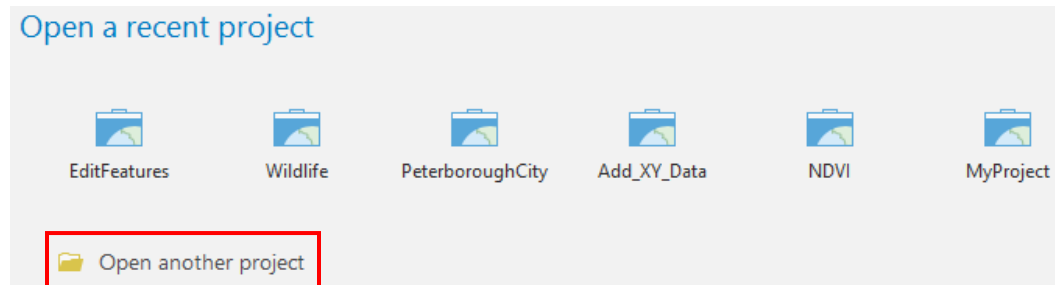 Open a recent project
EditFeatures Wildlife PeterboroughCity Add_XY_Data NDVI MyProject
Open another project